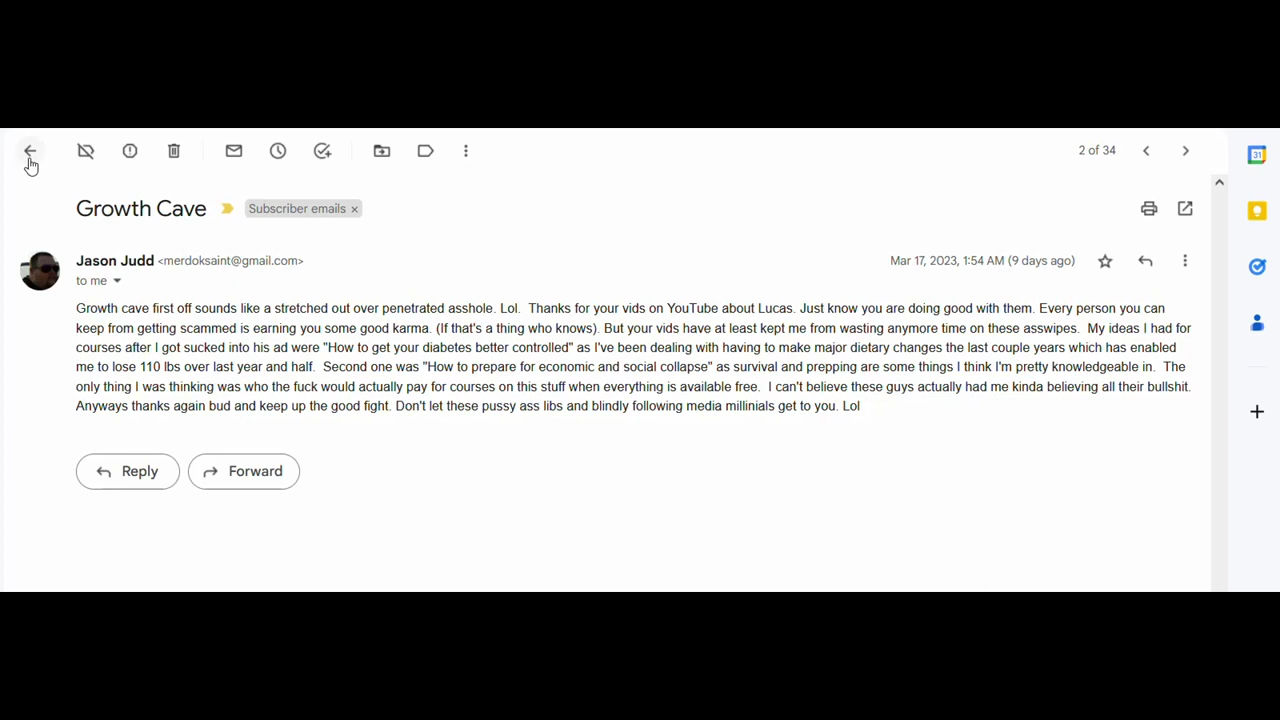 2 of 34
31
Growth Cave
Subscriber emails ×
Jason Judd <merdoksaint@gmail.com>
Mar 17, 2023, 1:54 AM (9 days ago)
to me
Growth cave first off sounds like a stretched out over penetrated asshole. Lol.  Thanks for your vids on YouTube about Lucas. Just know you are doing good with them. Every person you can
keep from getting scammed is earning you some good karma. (If that's a thing who knows). But your vids have at least kept me from wasting anymore time on these asswipes.  My ideas I had for
courses after I got sucked into his ad were "How to get your diabetes better controlled" as I've been dealing with having to make major dietary changes the last couple years which has enabled
me to lose 110 lbs over last year and half.  Second one was "How to prepare for economic and social collapse" as survival and prepping are some things I think I'm pretty knowledgeable in.  The
only thing I was thinking was who the fuck would actually pay for courses on this stuff when everything is available free.  I can't believe these guys actually had me kinda believing all their bullshit.
Anyways thanks again bud and keep up the good fight. Don't let these pussy ass libs and blindly following media millinials get to you. Lol
Reply
Forward